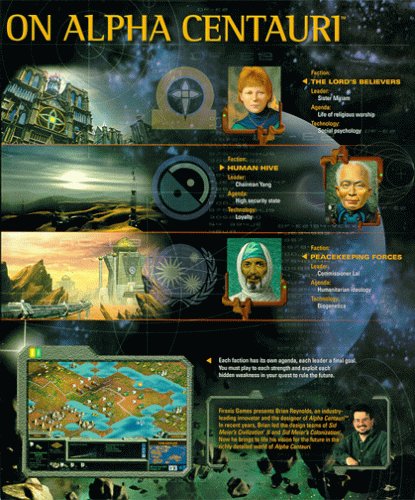 ON ALPHA CENTAURI™
Faction:
THE LORD'S BELIEVERS
Leader:
Sister Miriam
Agenda:
Life of religious worship
Technology:
Social psychology
Faction:
HUMAN HIVE
Leader:
Chairman Yang
Agenda:
High security state
Technology:
Loyalty
Faction:
PEACEKEEPING FORCES
Leader:
Commissioner Lal
Agenda:
Humanitarian ideology
Technology:
Biogenetics
Each faction has its own agenda, each leader a final goal.
You must play to each strength and exploit each
hidden weakness in your quest to rule the future.
Firaxis Games presents Brian Reynolds, an industry-
leading innovator and the designer of Alpha Centauri™.
In recent years, Brian led the design teams of Sid
Meier's Civilization II and Sid Meier's Colonization.
Now he brings to life his vision for the future in the
richly detailed world of Alpha Centauri.